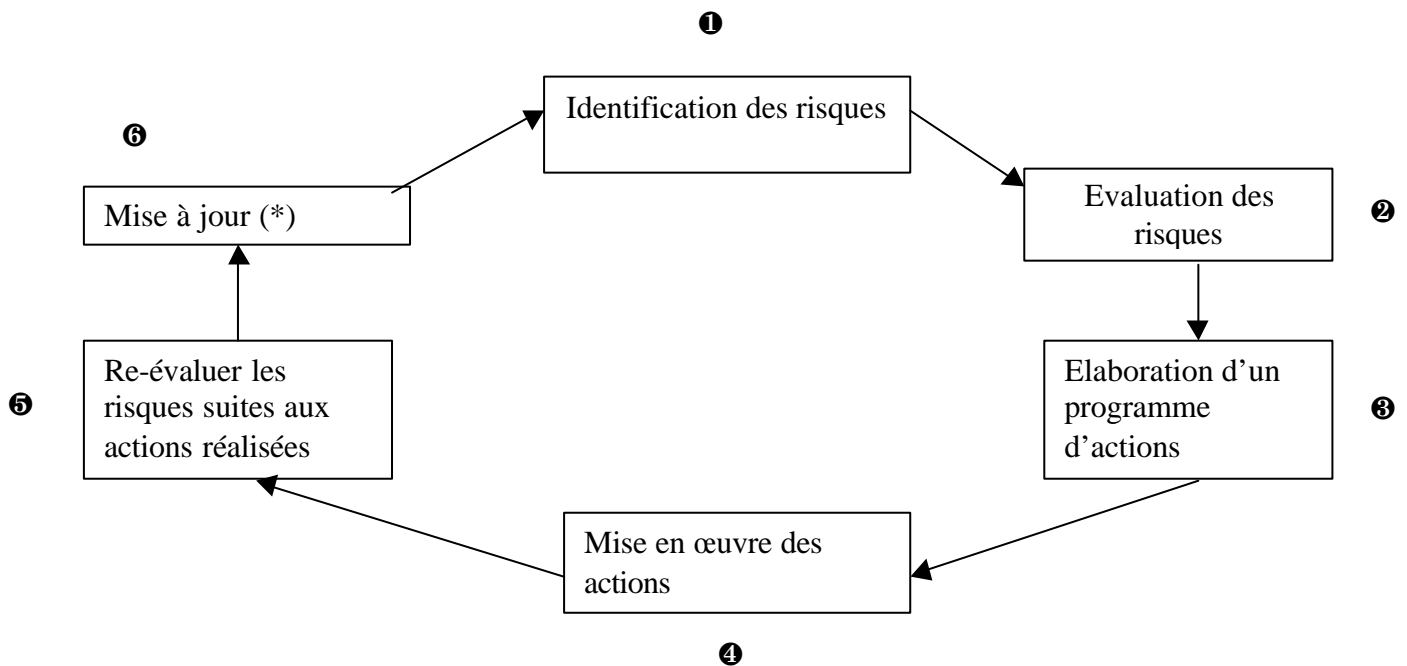 ❶
Identification des risques
❷
Evaluation des
risques
❸
Elaboration d’un
programme
d’actions
❹
Mise en œuvre des
actions
❺
Re-évaluer les
risques suites aux
actions réalisées
❻
Mise à jour (*)